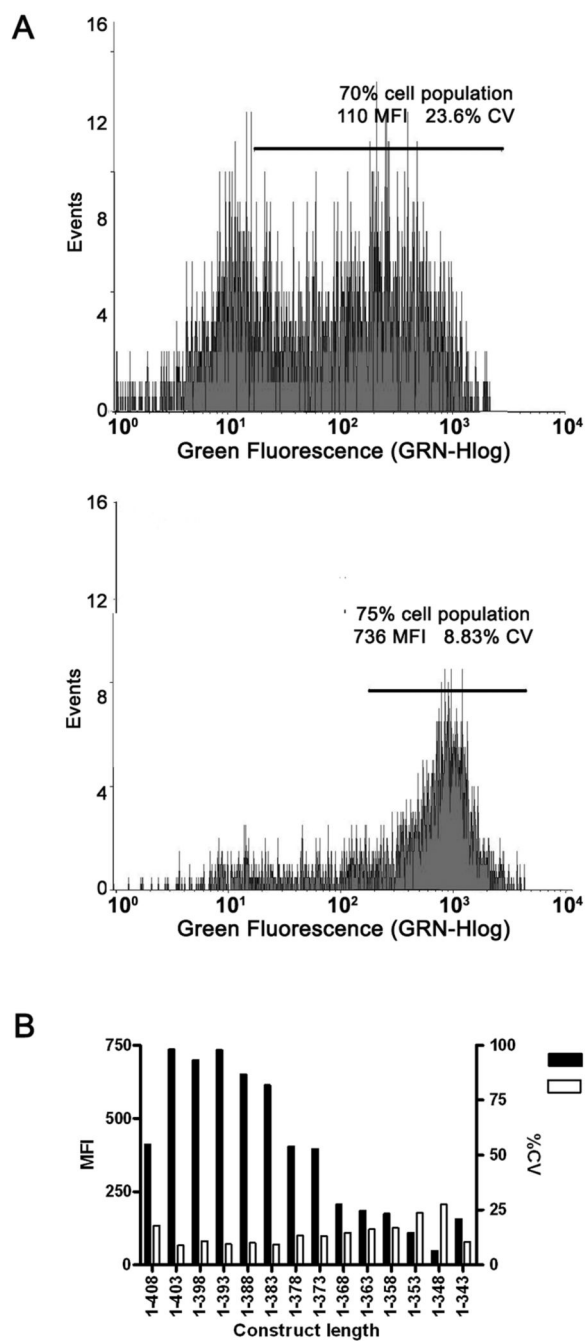 A
16
12
8
4
0
Events
70% cell population
110 MFI 23.6% CV
10⁰ 10¹ 10² 10³ 10⁴
Green Fluorescence (GRN-Hlog)
16
12
8
4
0
Events
75% cell population
736 MFI 8.83% CV
10⁰ 10¹ 10² 10³ 10⁴
Green Fluorescence (GRN-Hlog)
B
750
500
250
0
MFI
100
75
50
25
0
%CV
1-408
1-403
1-398
1-393
1-388
1-383
1-378
1-373
1-368
1-363
1-358
1-353
1-348
1-343
Construct length